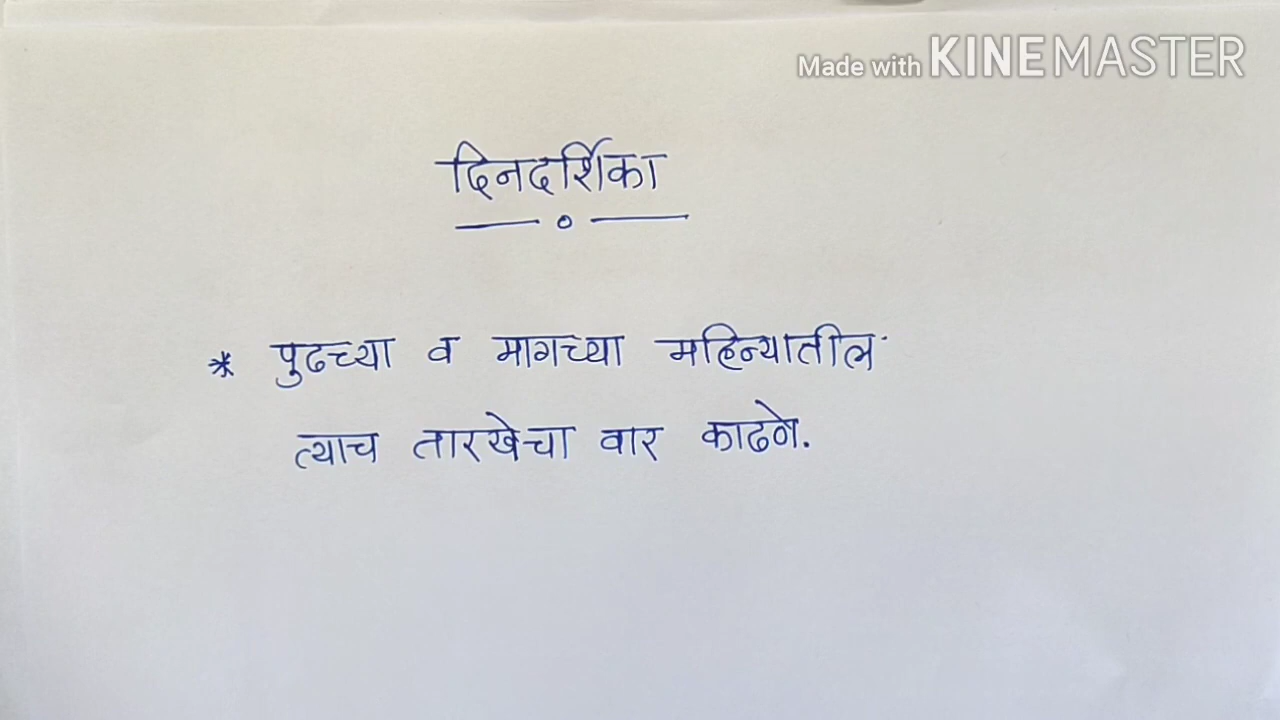 Made with KINEMASTER
दिनदर्शिका
* पुढच्या व मागच्या महिन्यातील
त्याच तारखेचा वार काढणे.